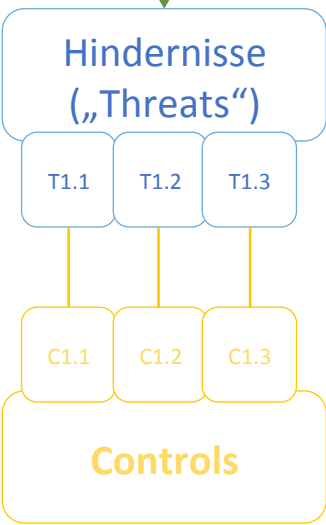 Hindernisse
(„Threats“)
T1.1 T1.2 T1.3
C1.1 C1.2 C1.3
Controls